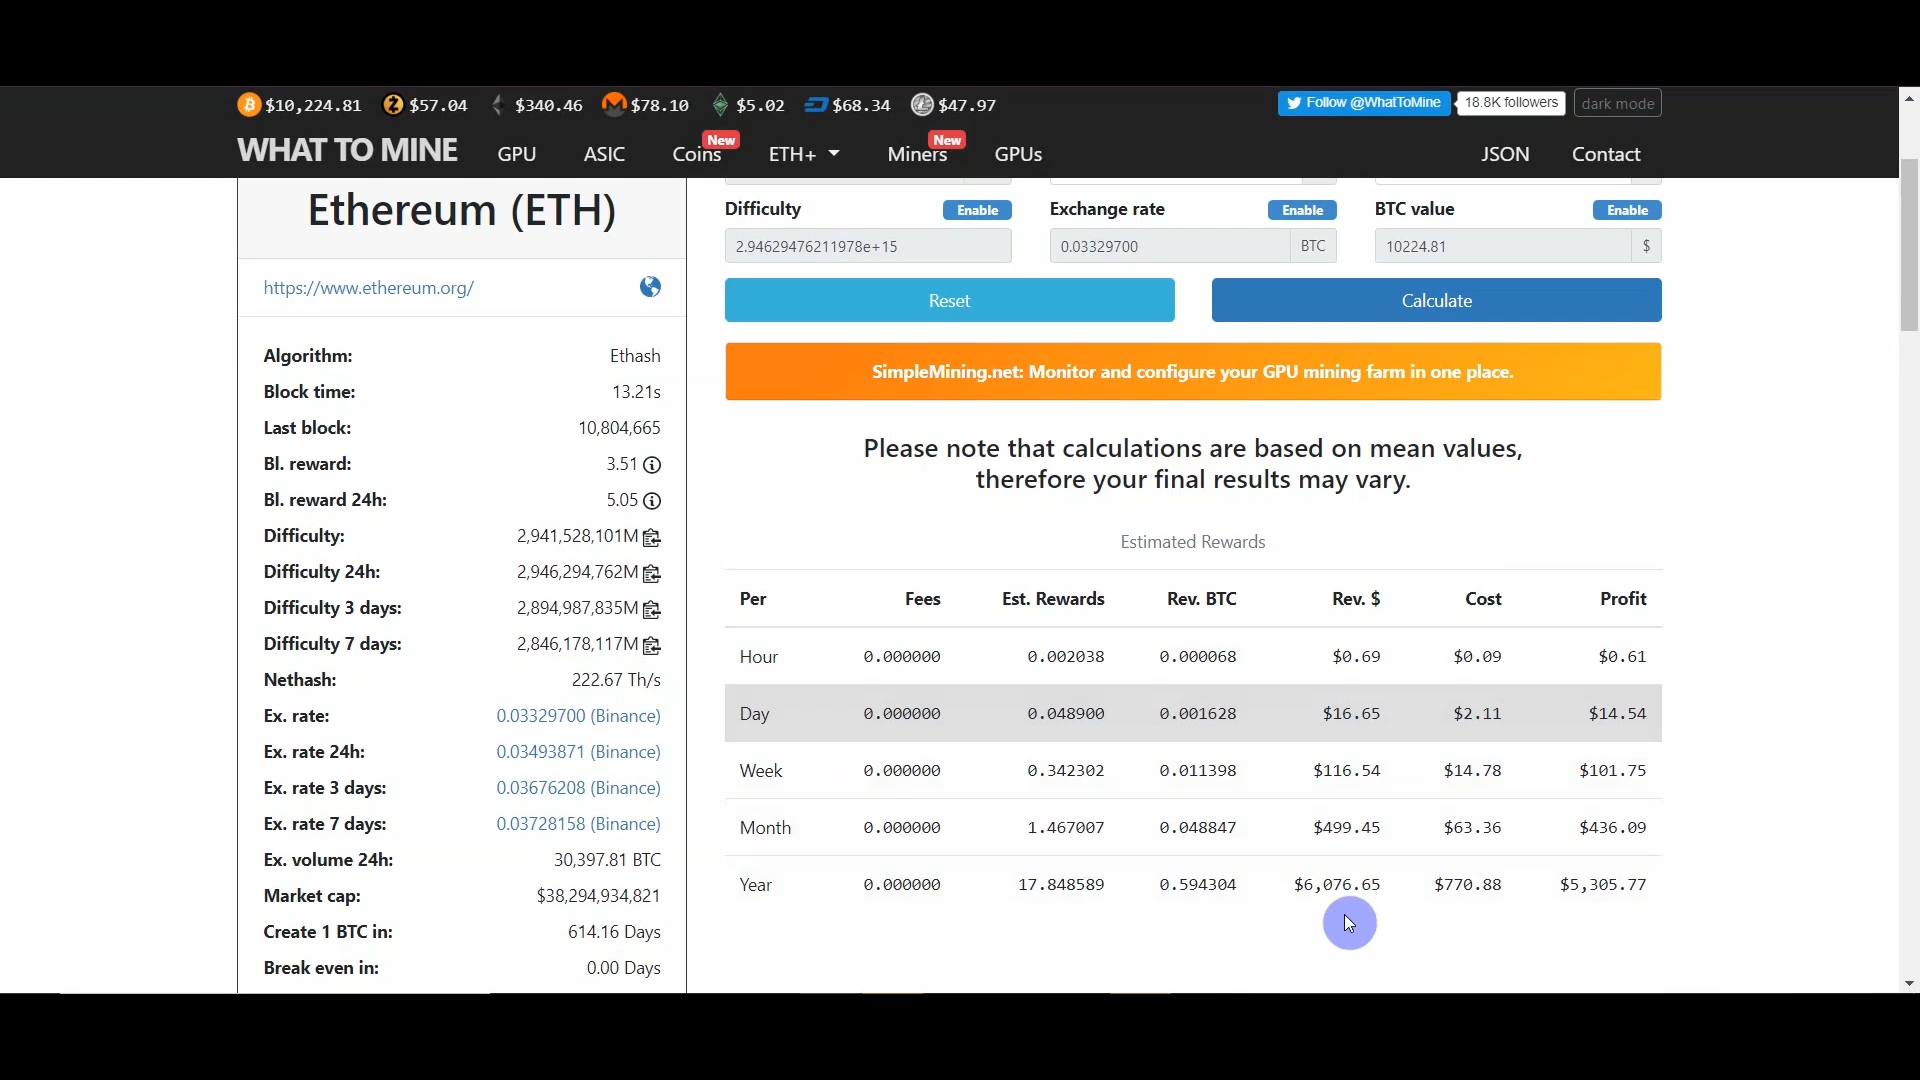 $10,224.81 $57.04 $340.46 $78.10 $5.02 $68.34 $47.97 Follow @WhatToMine 18.8K followers dark mode
WHAT TO MINE GPU ASIC Coins New ETH+ Miners New GPUs JSON Contact
Ethereum (ETH)
https://www.ethereum.org/
Algorithm: Ethash
Block time: 13.21s
Last block: 10,804,665
Bl. reward: 3.51
Bl. reward 24h: 5.05
Difficulty: 2,941,528,101M
Difficulty 24h: 2,946,294,762M
Difficulty 3 days: 2,894,987,835M
Difficulty 7 days: 2,846,178,117M
Nethash: 222.67 Th/s
Ex. rate: 0.03329700 (Binance)
Ex. rate 24h: 0.03493871 (Binance)
Ex. rate 3 days: 0.03676208 (Binance)
Ex. rate 7 days: 0.03728158 (Binance)
Ex. volume 24h: 30,397.81 BTC
Market cap: $38,294,934,821
Create 1 BTC in: 614.16 Days
Break even in: 0.00 Days
Difficulty Enable Exchange rate Enable BTC value Enable
2.94629476211978e+15 0.03329700 BTC 10224.81 $
Reset Calculate
SimpleMining.net: Monitor and configure your GPU mining farm in one place.
Please note that calculations are based on mean values,
therefore your final results may vary.
Estimated Rewards
Per Fees Est. Rewards Rev. BTC Rev. $ Cost Profit
Hour 0.000000 0.002038 0.000068 $0.69 $0.09 $0.61
Day 0.000000 0.048900 0.001628 $16.65 $2.11 $14.54
Week 0.000000 0.342302 0.011398 $116.54 $14.78 $101.75
Month 0.000000 1.467007 0.048847 $499.45 $63.36 $436.09
Year 0.000000 17.848589 0.594304 $6,076.65 $770.88 $5,305.77